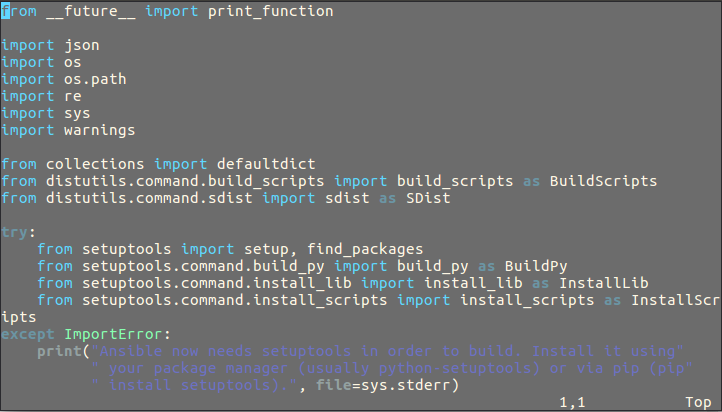 from __future__ import print_function

import json
import os
import os.path
import re
import sys
import warnings

from collections import defaultdict
from distutils.command.build_scripts import build_scripts as BuildScripts
from distutils.command.sdist import sdist as SDist

try:
    from setuptools import setup, find_packages
    from setuptools.command.build_py import build_py as BuildPy
    from setuptools.command.install_lib import install_lib as InstallLib
    from setuptools.command.install_scripts import install_scripts as InstallScr
ipts
except ImportError:
    print("Ansible now needs setuptools in order to build. Install it using"
          " your package manager (usually python-setuptools) or via pip (pip"
          " install setuptools).", file=sys.stderr)
1,1 Top